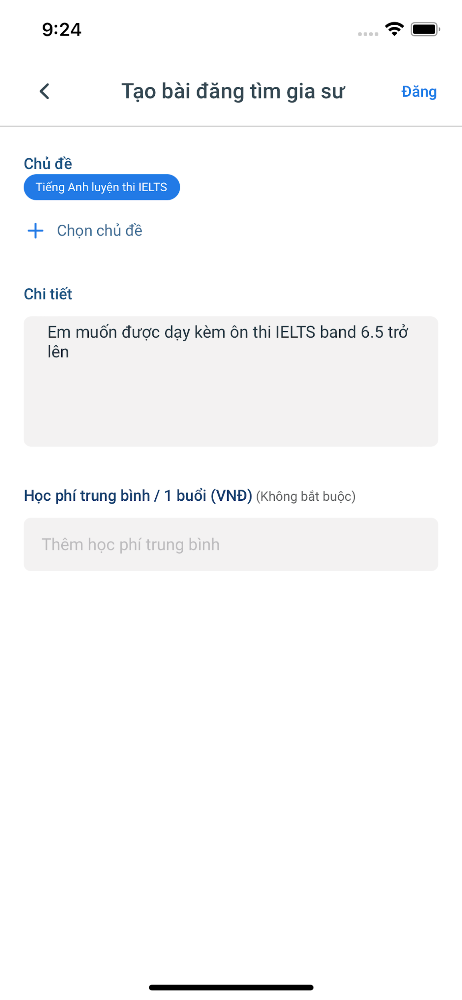 9:24
Tạo bài đăng tìm gia sư
Đăng
Chủ đề
Tiếng Anh luyện thi IELTS
Chọn chủ đề
Chi tiết
Em muốn được dạy kèm ôn thi IELTS band 6.5 trở
lên
Học phí trung bình / 1 buổi (VNĐ) (Không bắt buộc)
Thêm học phí trung bình